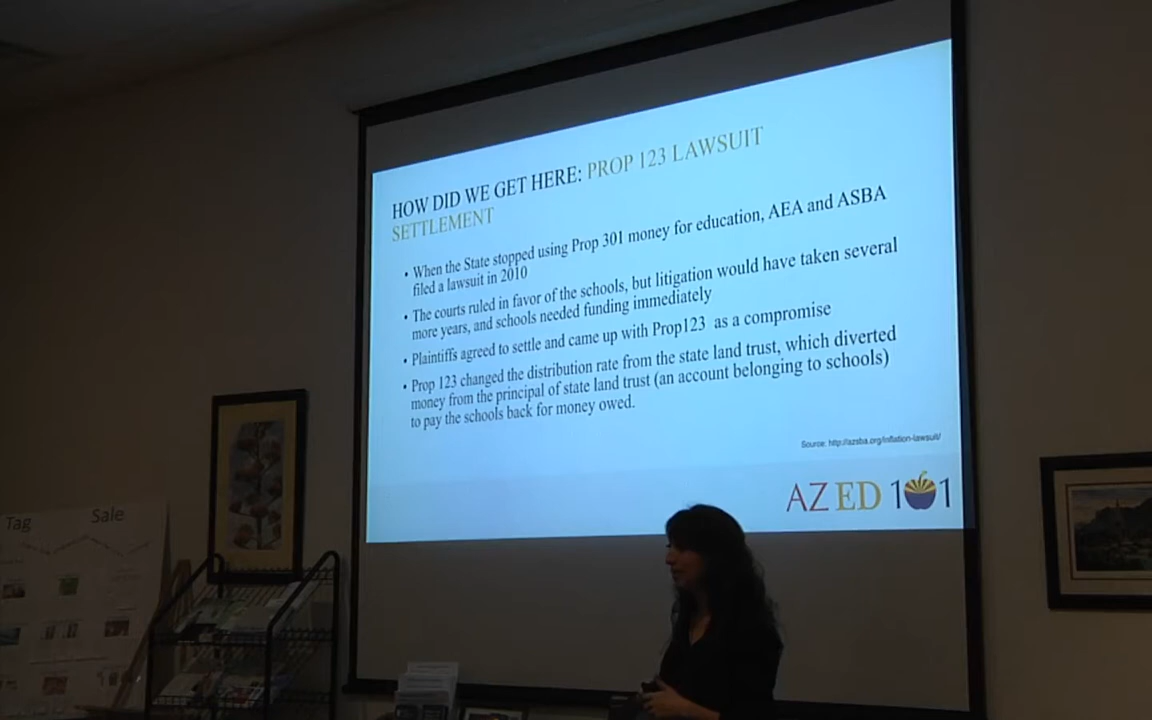 HOW DID WE GET HERE: PROP 123 LAWSUIT
SETTLEMENT
• When the State stopped using Prop 301 money for education, AEA and ASBA
filed a lawsuit in 2010
• The courts ruled in favor of the schools, but litigation would have taken several
more years, and schools needed funding immediately
• Plaintiffs agreed to settle and came up with Prop123 as a compromise
• Prop 123 changed the distribution rate from the state land trust, which diverted
money from the principal of state land trust (an account belonging to schools)
to pay the schools back for money owed.
Source: http://azsba.org/inflation-lawsuit/
AZ ED 101
Tag Sale